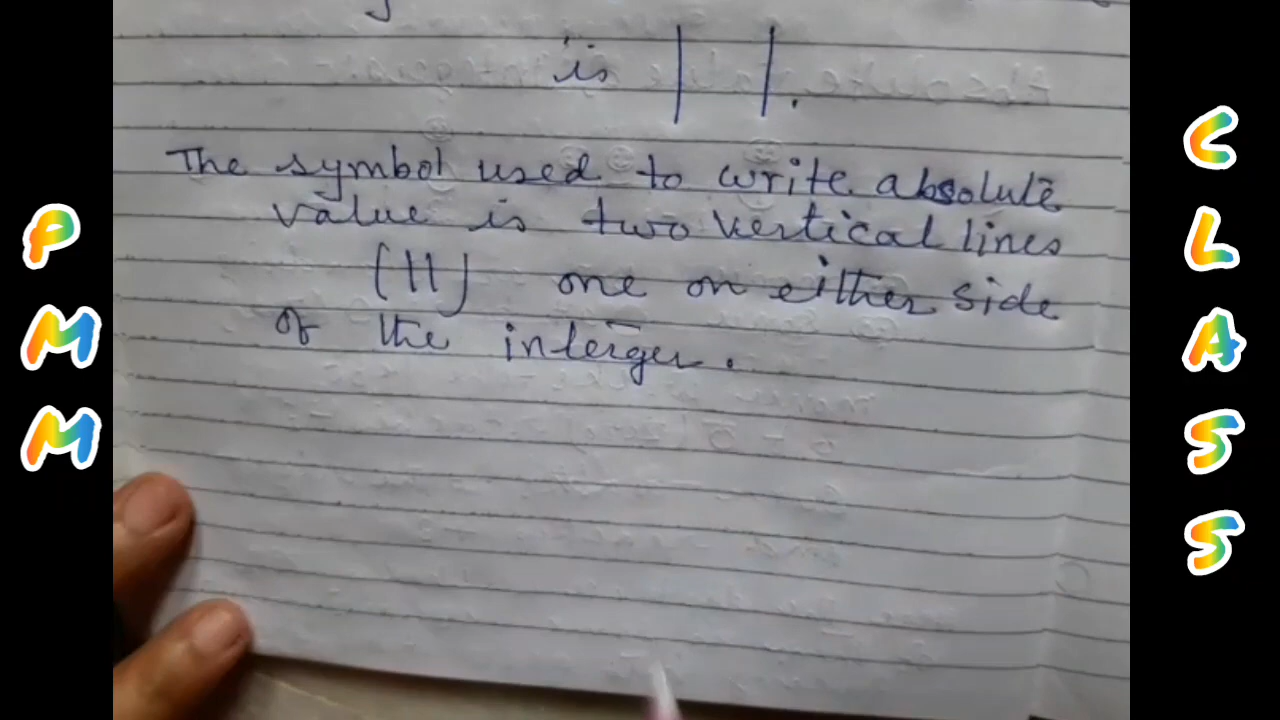 is | |.
The symbol used to write absolute
value is two vertical lines
(||) one on either side
of the interger.
PMM
CLASS